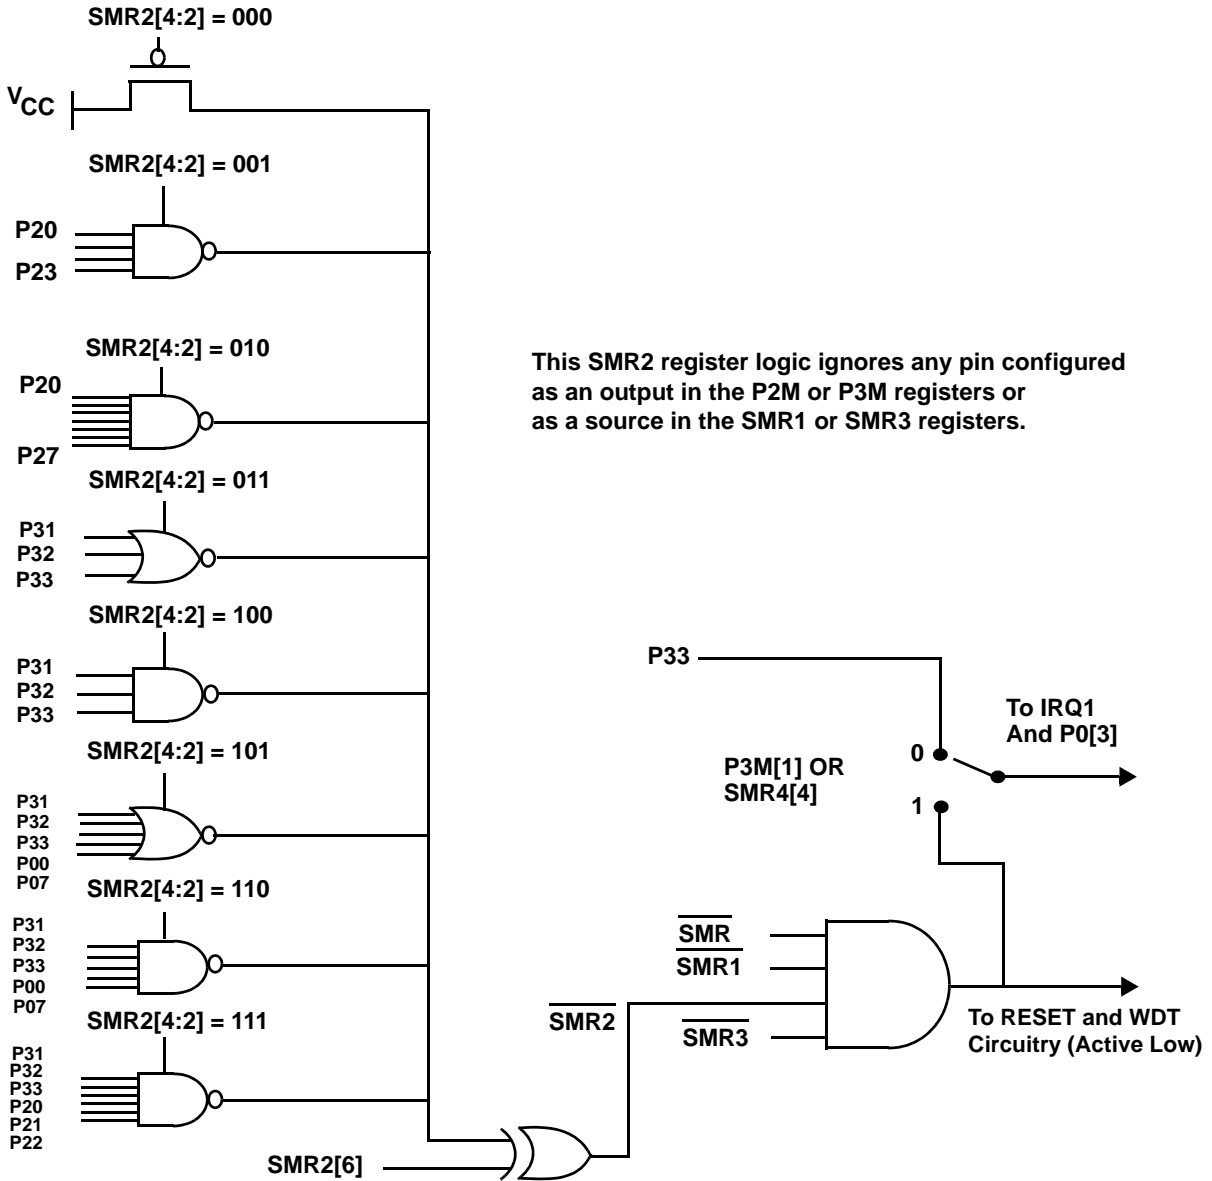 SMR2[4:2] = 000
VCC
SMR2[4:2] = 001
P20
P23
SMR2[4:2] = 010
P20
P27
This SMR2 register logic ignores any pin configured
as an output in the P2M or P3M registers or
as a source in the SMR1 or SMR3 registers.
SMR2[4:2] = 011
P31
P32
P33
SMR2[4:2] = 100
P31
P32
P33
SMR2[4:2] = 101
P31
P32
P33
P00
P07
SMR2[4:2] = 110
P31
P32
P33
P00
P07
SMR2[4:2] = 111
P31
P32
P33
P20
P21
P22
SMR2[6]
P33
To IRQ1
And P0[3]
0
P3M[1] OR
SMR4[4]
1
SMR
SMR1
SMR2
SMR3
To RESET and WDT
Circuitry (Active Low)